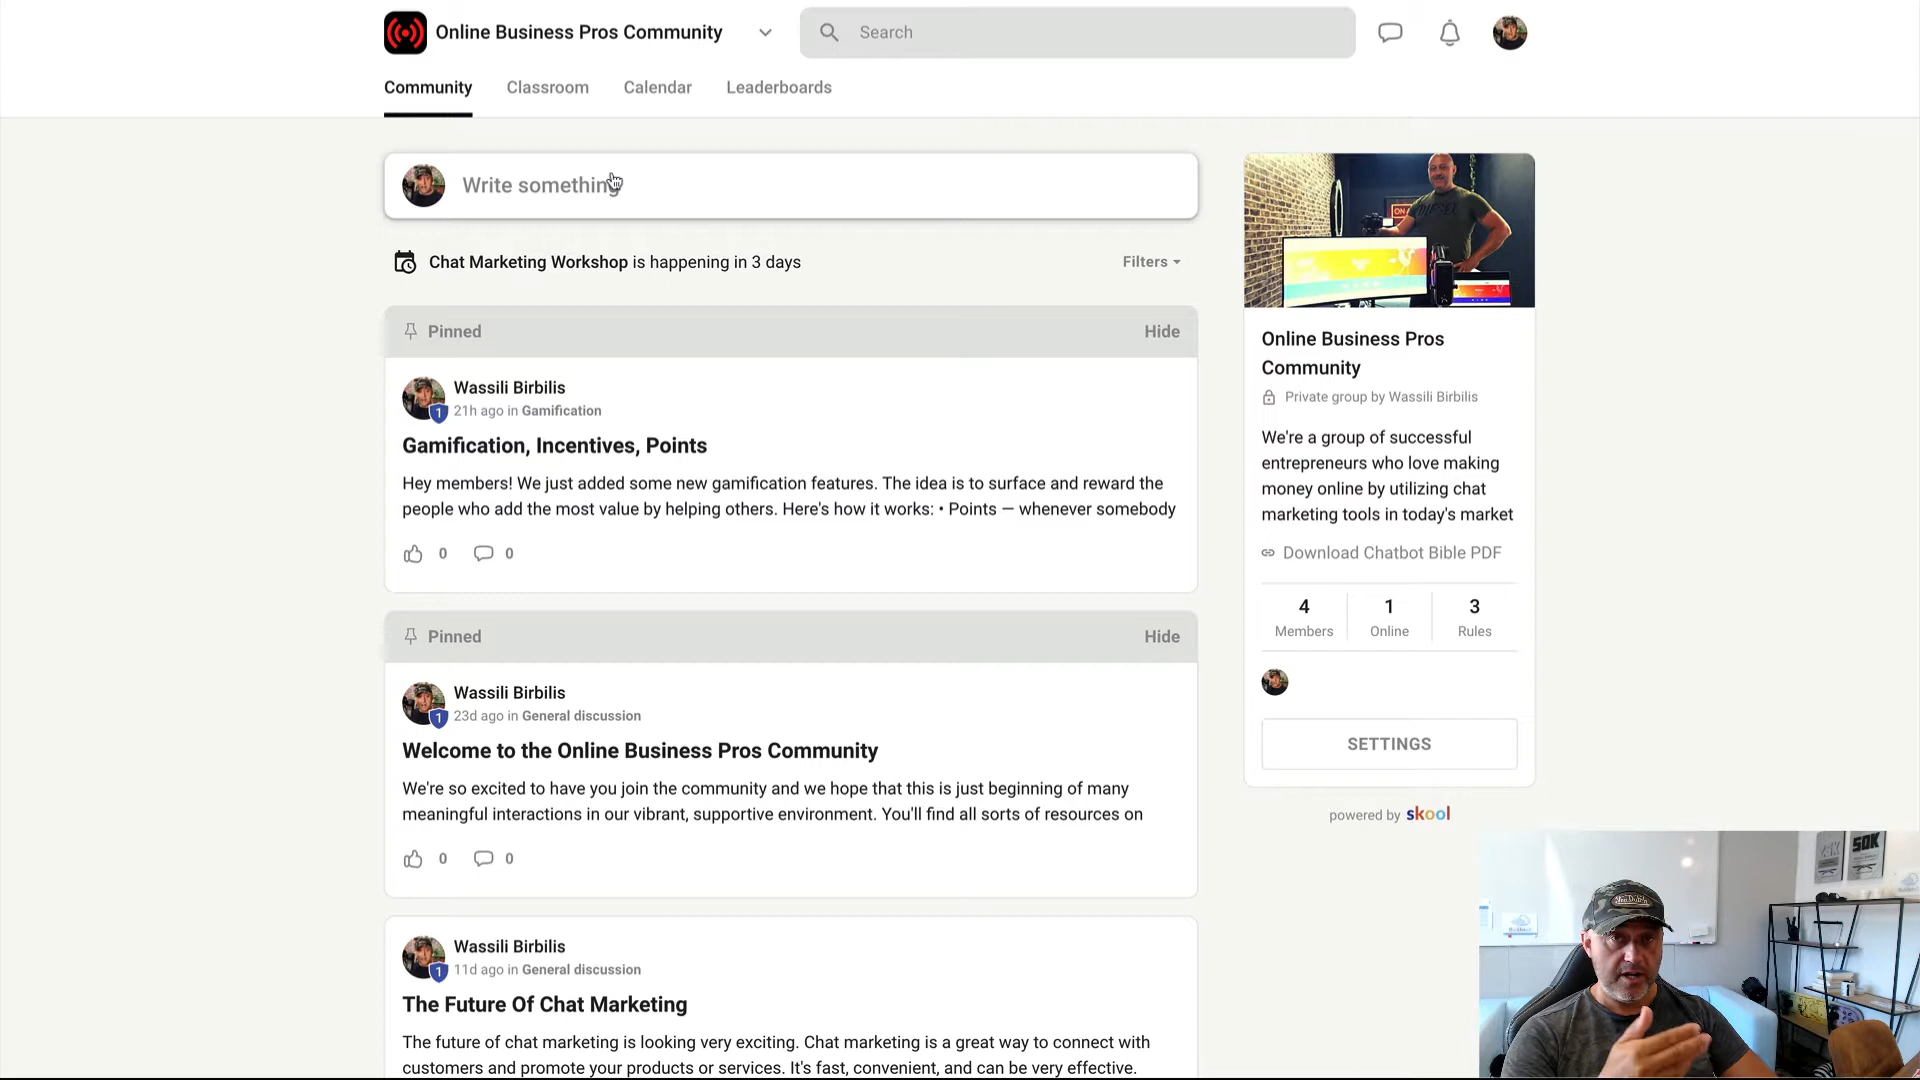 Online Business Pros Community
Search
Community
Classroom
Calendar
Leaderboards
Write something
Chat Marketing Workshop is happening in 3 days
Filters
Pinned
Hide
Wassili Birbilis
1
21h ago in Gamification
Gamification, Incentives, Points
Hey members! We just added some new gamification features. The idea is to surface and reward the
people who add the most value by helping others. Here's how it works: • Points — whenever somebody
0
0
Pinned
Hide
Wassili Birbilis
1
23d ago in General discussion
Welcome to the Online Business Pros Community
We're so excited to have you join the community and we hope that this is just beginning of many
meaningful interactions in our vibrant, supportive environment. You'll find all sorts of resources on
0
0
Wassili Birbilis
1
11d ago in General discussion
The Future Of Chat Marketing
The future of chat marketing is looking very exciting. Chat marketing is a great way to connect with
customers and promote your products or services. It's fast, convenient, and can be very effective.
Online Business Pros
Community
Private group by Wassili Birbilis
We're a group of successful
entrepreneurs who love making
money online by utilizing chat
marketing tools in today's market
Download Chatbot Bible PDF
4
Members
1
Online
3
Rules
SETTINGS
powered by skool
50K